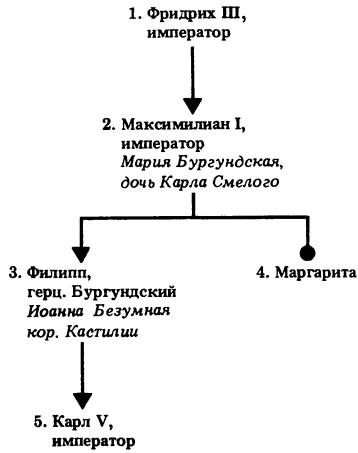 1. Фридрих III,
император
2. Максимилиан I,
император
Мария Бургундская,
дочь Карла Смелого
3. Филипп,
герц. Бургундский
Иоанна Безумная
кор. Кастилии
4. Маргарита
5. Карл V,
император